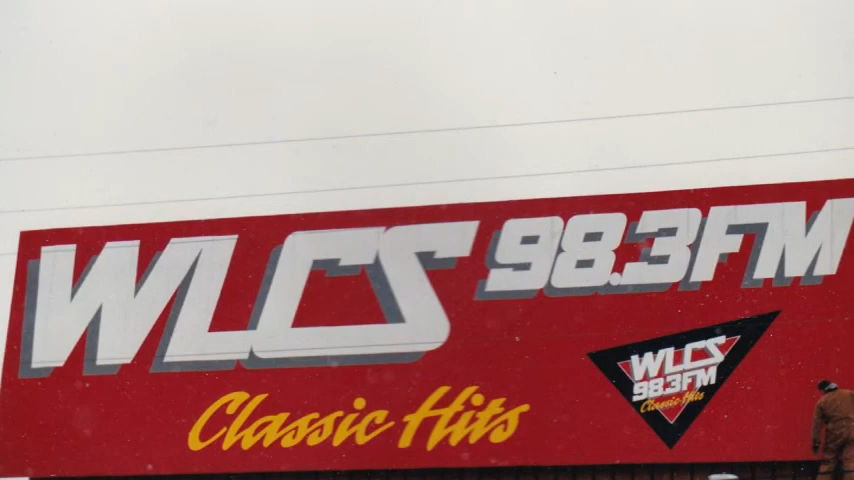 WLCS 98.3FM
Classic Hits
WLCS
98.3FM
Classic Hits